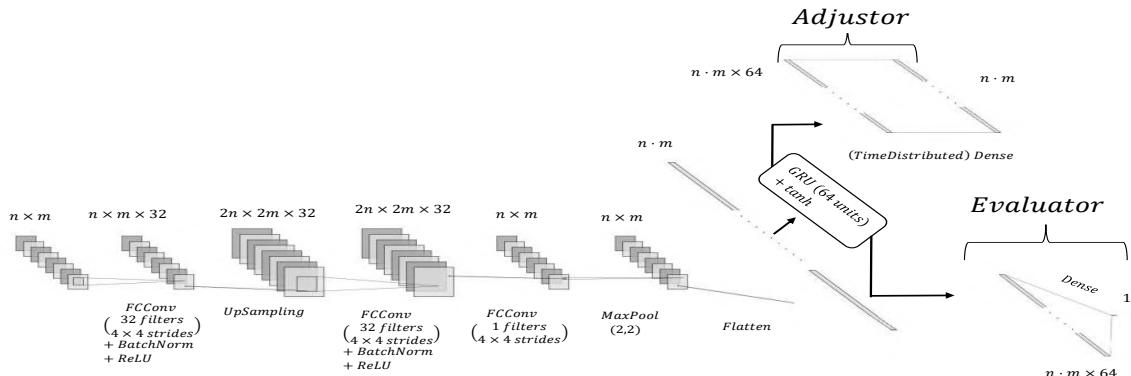 Adjustor
n · m × 64
n · m
(TimeDistributed) Dense
n · m
GRU (64 units)
+ tanh
Evaluator
Dense
1
n · m × 64
n × m
n × m × 32
2n × 2m × 32
2n × 2m × 32
n × m
n × m
FCConv
(32 filters
4 × 4 strides)
+ BatchNorm
+ ReLU
UpSampling
FCConv
(32 filters
4 × 4 strides)
+ BatchNorm
+ ReLU
FCConv
(1 filters
4 × 4 strides)
MaxPool
(2,2)
Flatten